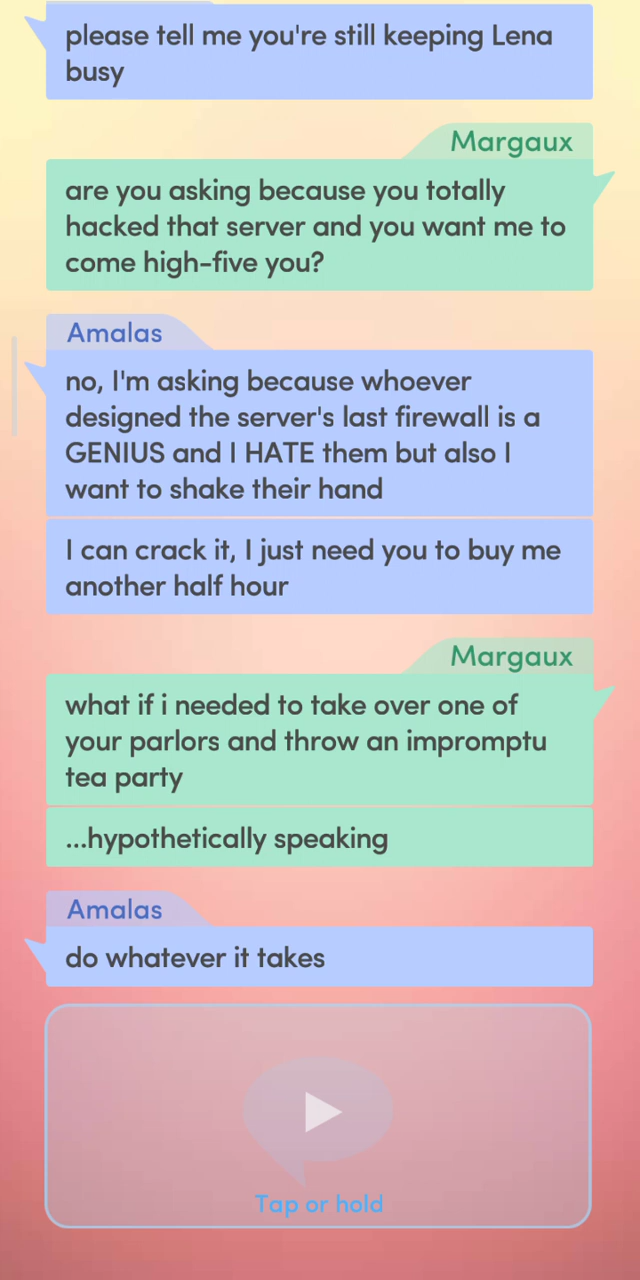 please tell me you're still keeping Lena
busy
Margaux
are you asking because you totally
hacked that server and you want me to
come high-five you?
Amalas
no, I'm asking because whoever
designed the server's last firewall is a
GENIUS and I HATE them but also I
want to shake their hand
I can crack it, I just need you to buy me
another half hour
Margaux
what if i needed to take over one of
your parlors and throw an impromptu
tea party
...hypothetically speaking
Amalas
do whatever it takes
Tap or hold